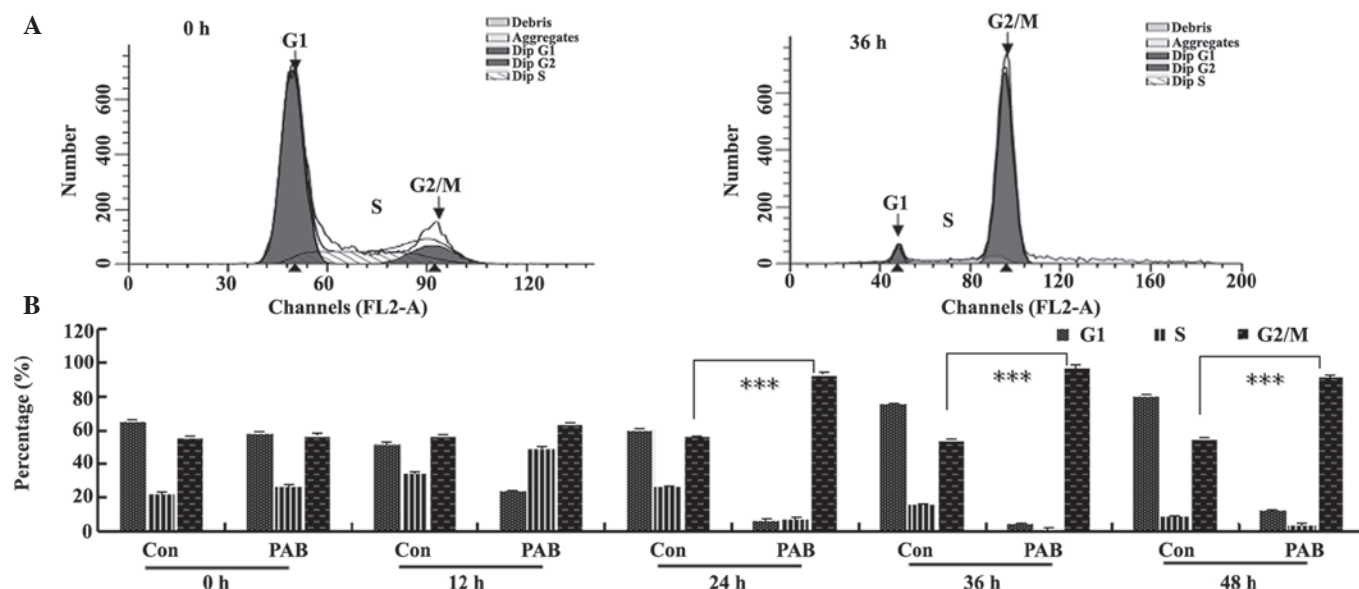 A
0 h
G1
Debris
Aggregates
Dip G1
Dip G2
Dip S
Number
600
400
200
0
S
G2/M
0 30 60 90 120
Channels (FL2-A)
36 h
G2/M
Debris
Aggregates
Dip G1
Dip G2
Dip S
Number
600
400
200
0
G1
S
0 40 80 120 160 200
Channels (FL2-A)
B
Percentage (%)
120
100
80
60
40
20
0
G1 S G2/M
*** *** ***
Con PAB Con PAB Con PAB Con PAB Con PAB
0 h 12 h 24 h 36 h 48 h